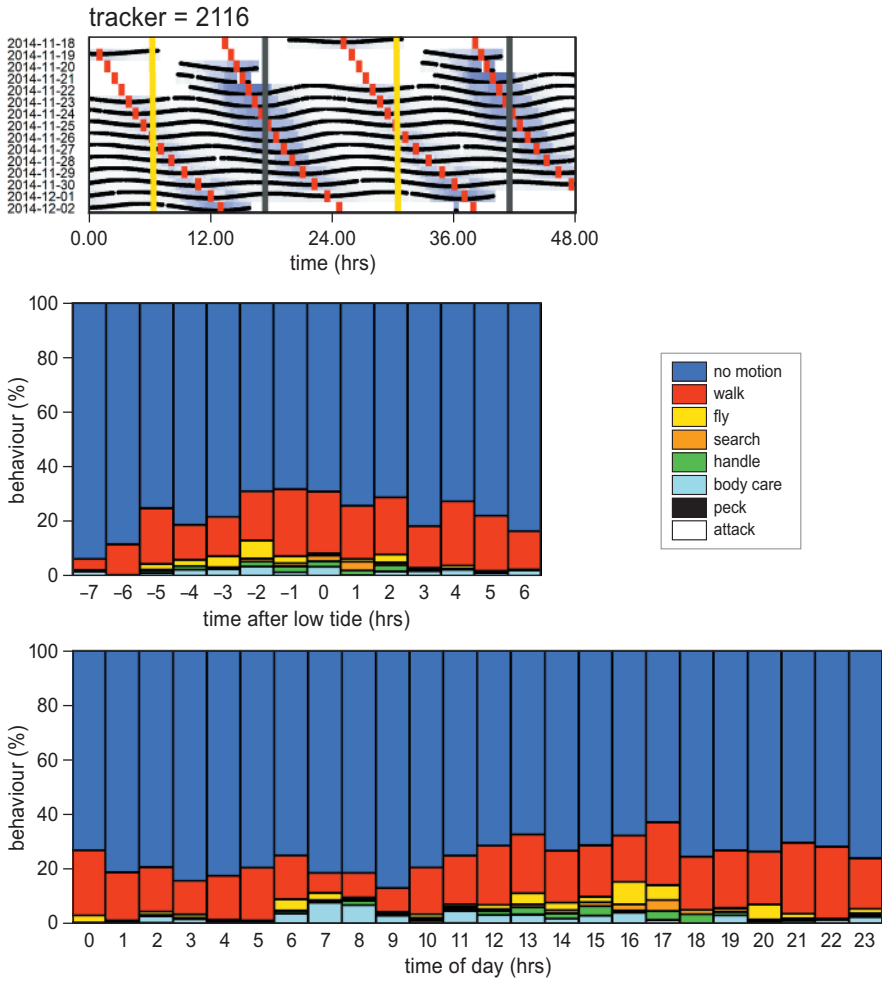 tracker = 2116
2014-11-18
2014-11-19
2014-11-20
2014-11-21
2014-11-22
2014-11-23
2014-11-24
2014-11-25
2014-11-26
2014-11-27
2014-11-28
2014-11-29
2014-11-30
2014-12-01
2014-12-02
0.00 12.00 24.00 36.00 48.00
time (hrs)
100
80
60
40
20
0
behaviour (%)
–7 –6 –5 –4 –3 –2 –1 0 1 2 3 4 5 6
time after low tide (hrs)
no motion
walk
fly
search
handle
body care
peck
attack
100
80
60
40
20
0
behaviour (%)
0 1 2 3 4 5 6 7 8 9 10 11 12 13 14 15 16 17 18 19 20 21 22 23
time of day (hrs)